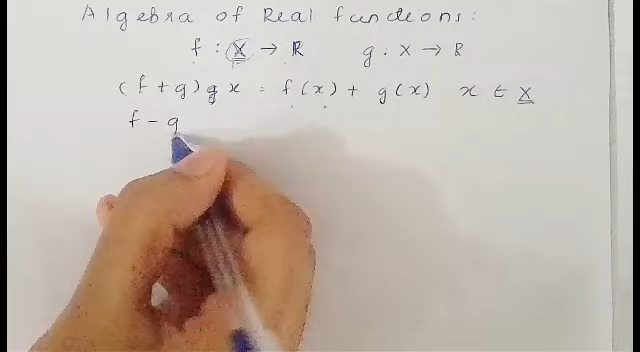 Algebra of Real functions:
f : X → R g : X → R
(f + g) g x = f(x) + g(x) x ∈ X
f - g